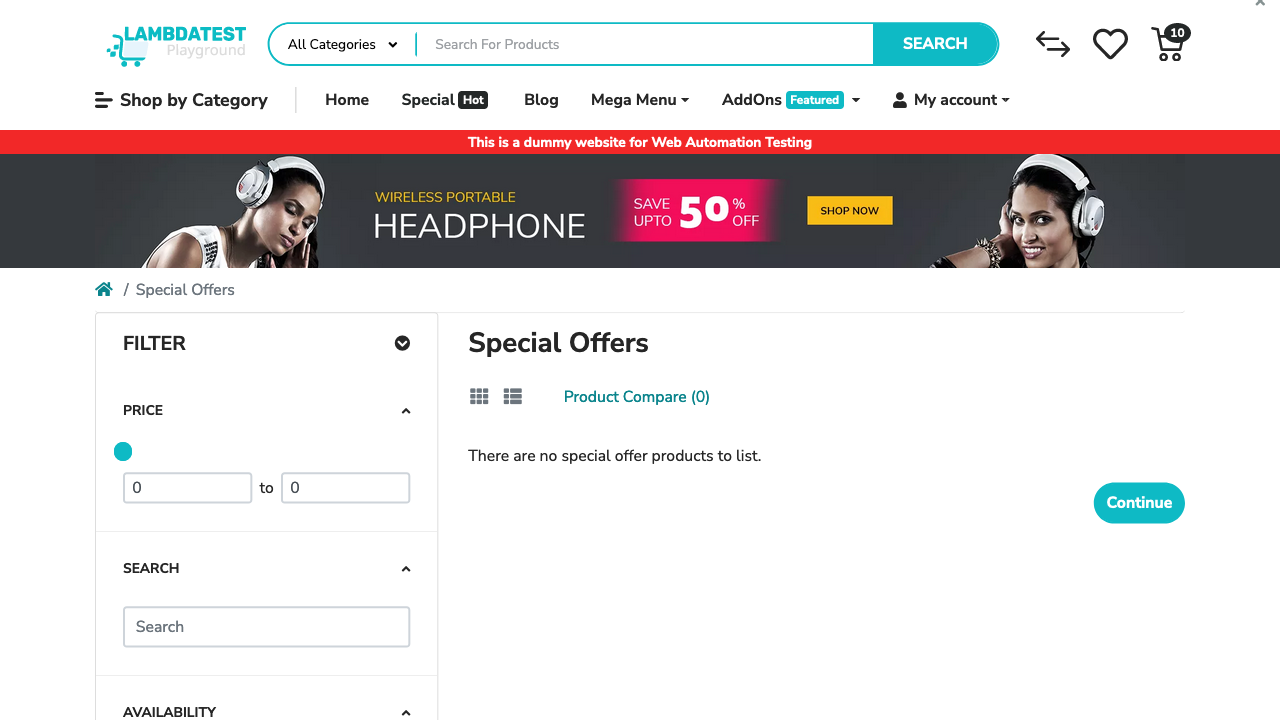 LAMBDATEST
Playground
All Categories
Search For Products
SEARCH
10
Shop by Category
Home
Special Hot
Blog
Mega Menu
AddOns Featured
My account
This is a dummy website for Web Automation Testing
WIRELESS PORTABLE
HEADPHONE
SAVE UPTO 50 % OFF
SHOP NOW
/ Special Offers
FILTER
PRICE
0 to 0
SEARCH
Search
AVAILABILITY
Special Offers
Product Compare (0)
There are no special offer products to list.
Continue